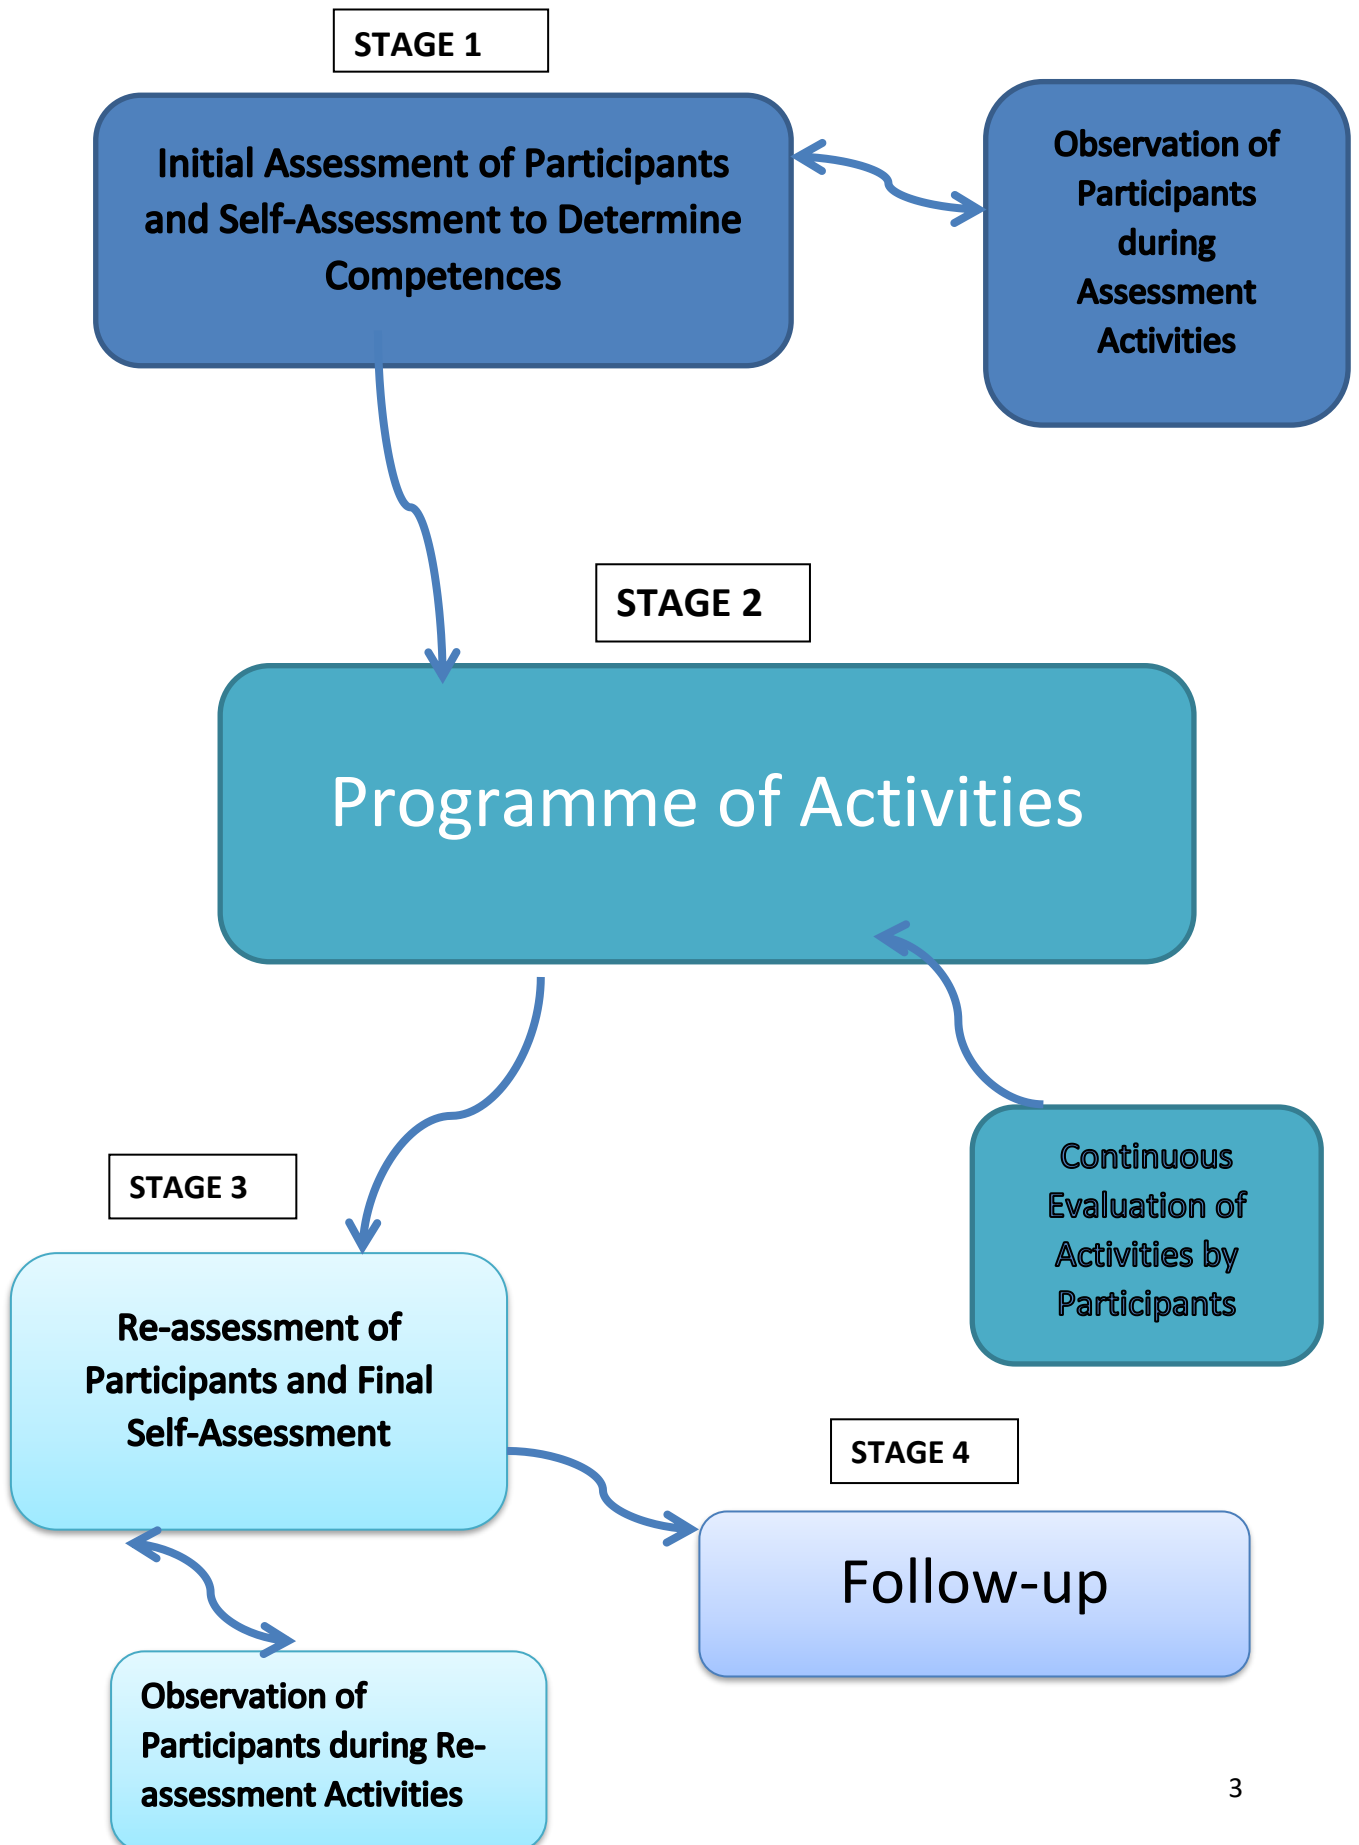 STAGE 1
Initial Assessment of Participants
and Self-Assessment to Determine
Competences
Observation of
Participants
during
Assessment
Activities
STAGE 2
Programme of Activities
Continuous
Evaluation of
Activities by
Participants
STAGE 3
Re-assessment of
Participants and Final
Self-Assessment
STAGE 4
Follow-up
Observation of
Participants during Re-
assessment Activities
3